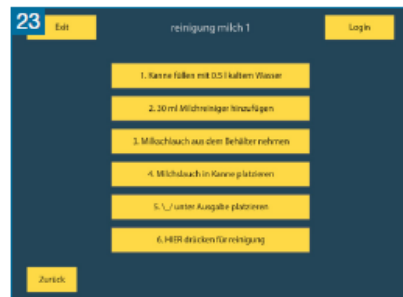 23
Exit
reinigung milch 1
Login
1. Kanne füllen mit 0.5 l kaltem Wasser
2. 30 ml Milchreiniger hinzufügen
3. Milkschlauch aus dem Behälter nehmen
4. Milchslauch in Kanne platzieren
5. \_/ unter Ausgabe platzieren
6. HIER drücken für reinigung
Zurück